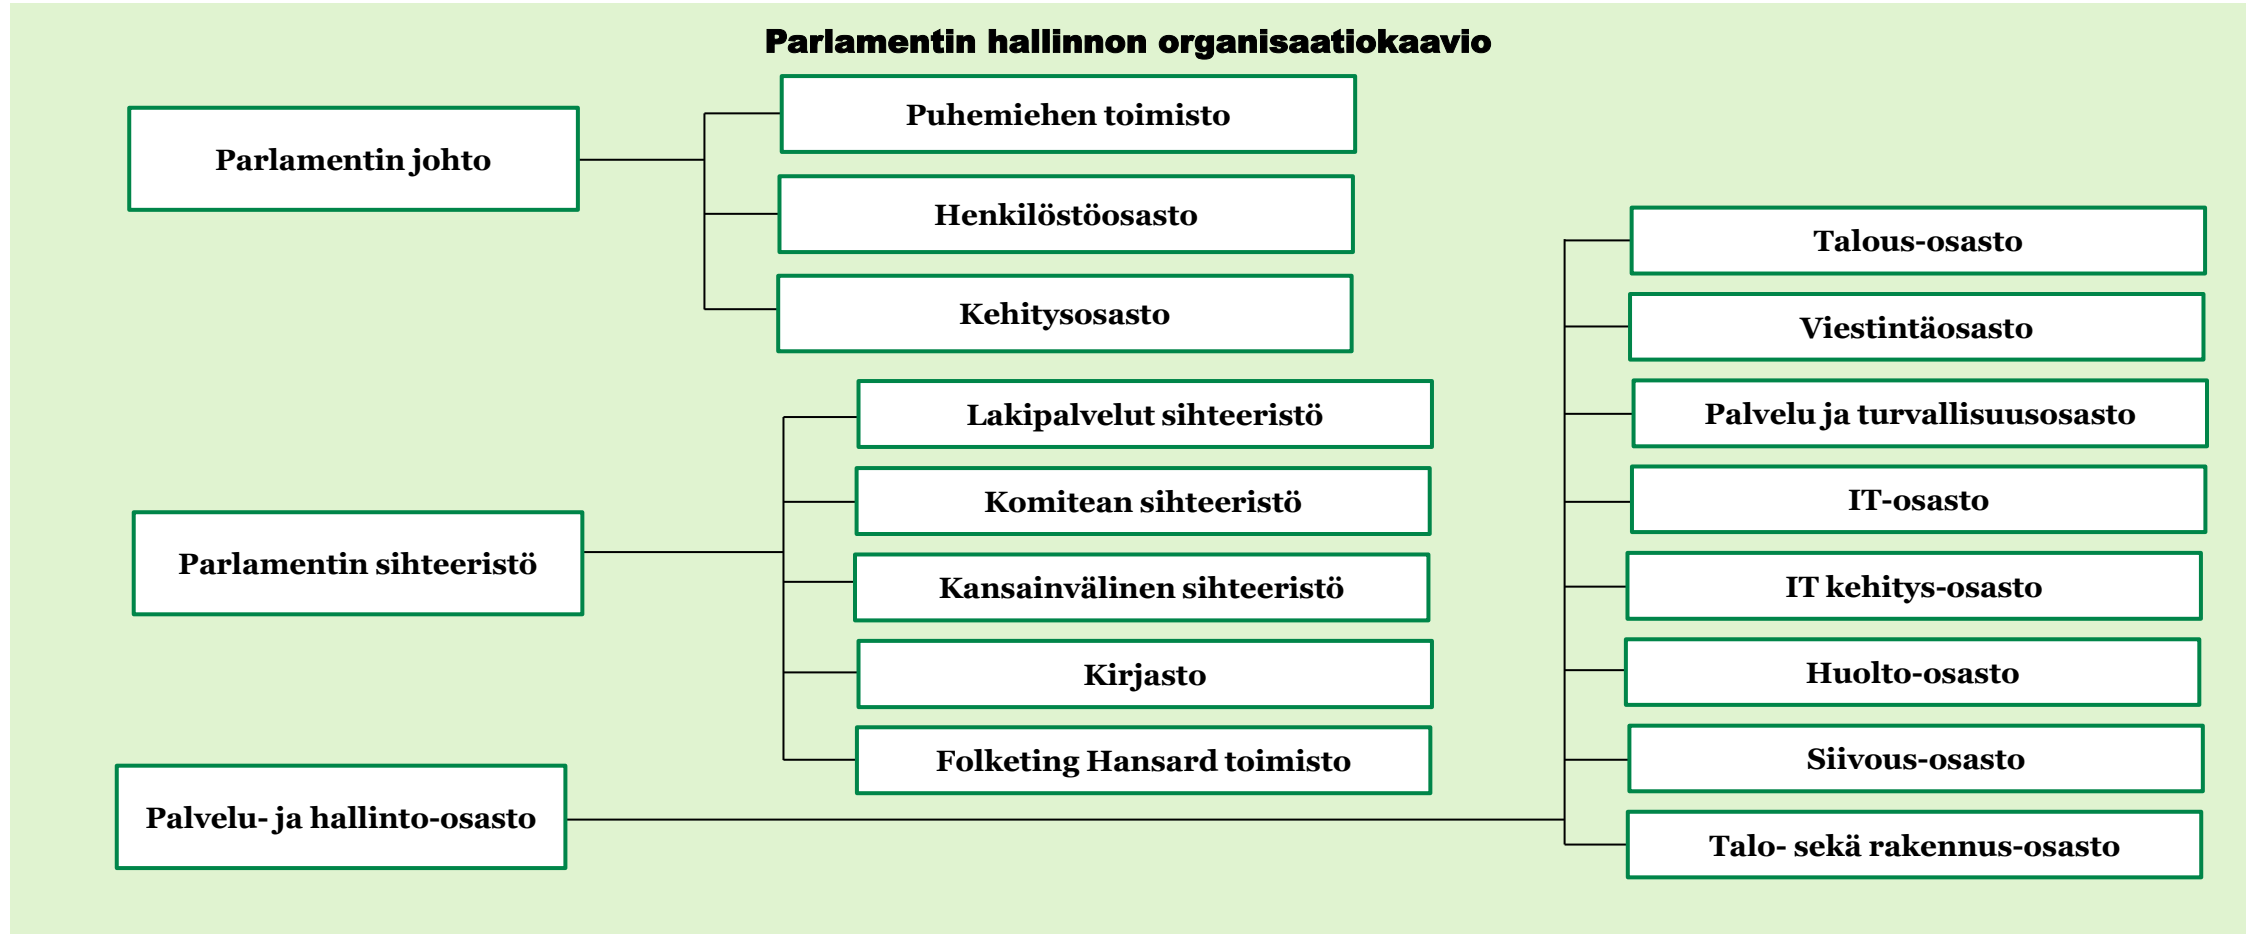 Parlamentin hallinnon organisaatiokaavio
Parlamentin johto
Puhemiehen toimisto
Henkilöstöosasto
Kehitysosasto
Parlamentin sihteeristö
Lakipalvelut sihteeristö
Komitean sihteeristö
Kansainvälinen sihteeristö
Kirjasto
Folketing Hansard toimisto
Palvelu- ja hallinto-osasto
Talous-osasto
Viestintäosasto
Palvelu ja turvallisuusosasto
IT-osasto
IT kehitys-osasto
Huolto-osasto
Siivous-osasto
Talo- sekä rakennus-osasto